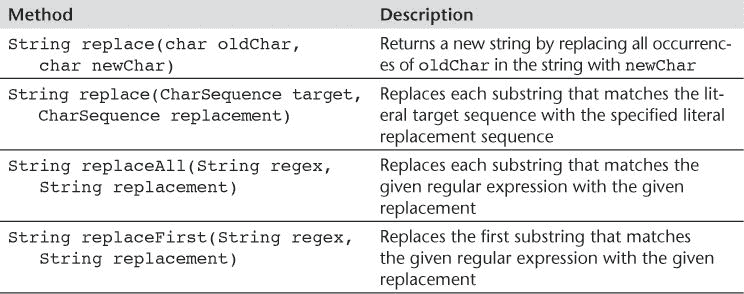 Method Description
String replace(char oldChar, Returns a new string by replacing all occurrenc-
char newChar) es of oldChar in the string with newChar
String replace(CharSequence target, Replaces each substring that matches the lit-
CharSequence replacement) eral target sequence with the specified literal
replacement sequence
String replaceAll(String regex, Replaces each substring that matches the
String replacement) given regular expression with the given
replacement
String replaceFirst(String regex, Replaces the first substring that matches
String replacement) the given regular expression with the given
replacement